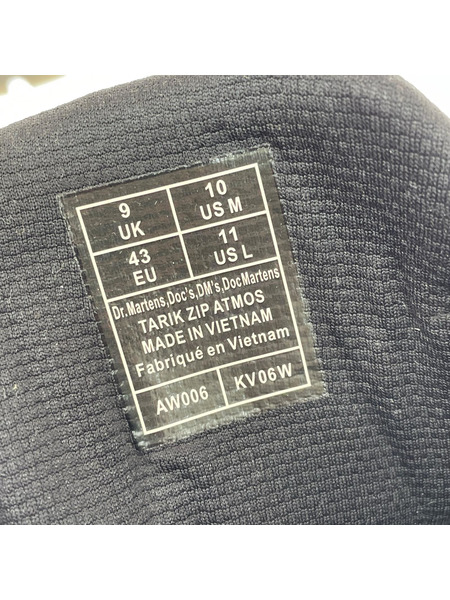 9 UK
10 US M
43 EU
11 US L
Dr.Martens,Doc's,DM's,DocMartens
TARIK ZIP ATMOS
MADE IN VIETNAM
Fabriqué en Vietnam
AW006 KV06W